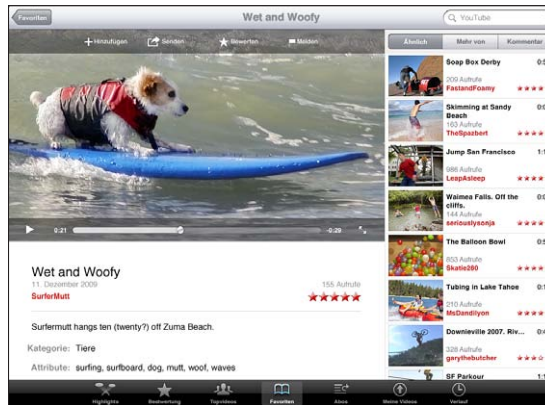 Favoriten
Wet and Woofy
YouTube
Hinzufügen
Senden
Bewerten
Melden
Ähnlich
Mehr von
Kommentar
0:21
-0:29
Wet and Woofy
11. Dezember 2009
155 Aufrufe
SurferMutt
Surfermutt hangs ten (twenty?) off Zuma Beach.
Kategorie: Tiere
Attribute: surfing, surfboard, dog, mutt, woof, waves
Soap Box Derby
209 Aufrufe
FastandFoamy
Skimming at Sandy
Beach
163 Aufrufe
TheSpazbert
Jump San Francisco
986 Aufrufe
LeapAsleep
Waimea Falls. Off the
cliffs.
144 Aufrufe
seriouslysonja
The Balloon Bowl
853 Aufrufe
Skatie260
Tubing in Lake Tahoe
210 Aufrufe
MsDandilyon
Downieville 2007. Riv...
328 Aufrufe
garythebutcher
SF Parkour
Highlights
Bestwertung
Topvideos
Favoriten
Abos
Meine Videos
Verlauf